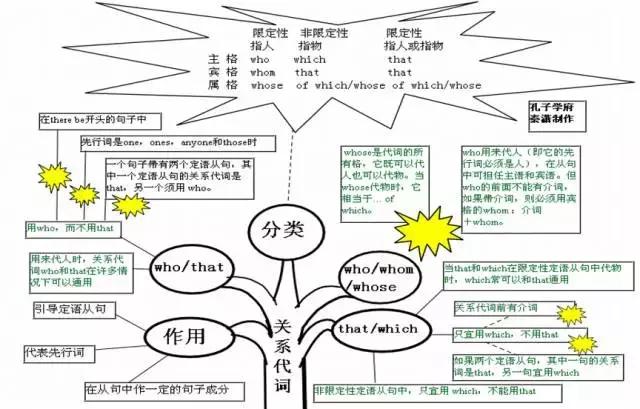 限定性 非限定性 限定性
指人 指物 指人或指物
主格 who which that
宾格 whom that that
属格 whose of which/whose of which/whose
孔子学府
秦潇制作
在there be开头的句子中
先行词是one，ones，anyone和those时
一个句子带有两个定语从句，其
中一个定语从句的关系代词是
that，另一个须用 who。
用who，而不用that
用来代人时，关系代
词who和that在许多情
况下可以通用
who/that
分类
whose是代词的所
有格，它既可以代
人也可以代物。当
whose代物时，它
相当于… of
which。
who用来代人（即它的先
行词必须是人），在从句
中可担任主语和宾语。但
who的前面不能有介词，
如果带介词，则必须用宾
格的whom：介词
＋whom。
who/whom
/whose
当that和which在限定性定语从句中代物
时，which常可以和that通用
引导定语从句
代表先行词
在从句中作一定的句子成分
作用
关系代词
that/which
关系代词前有介词
只宜用which，不用that
如果两个定语从句，其中一句的关系
词是that，另一句宜用which
非限定性定语从句中，只宜用 which，不能用that